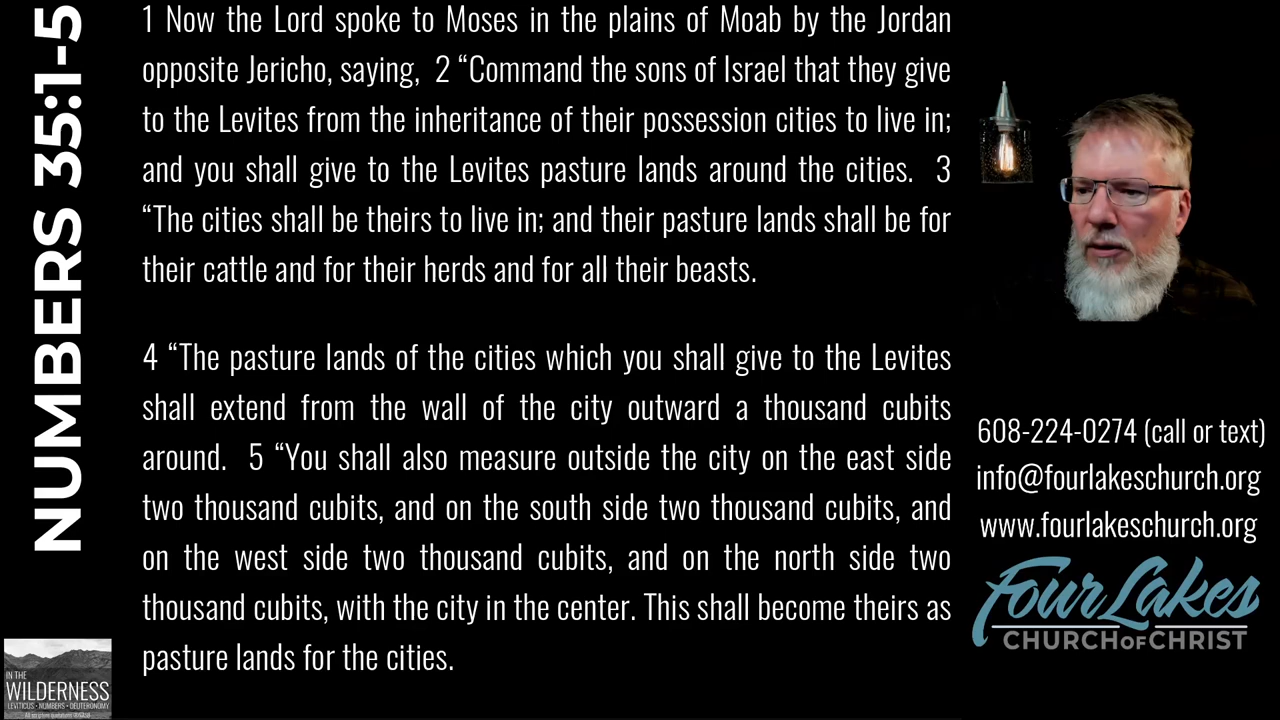 NUMBERS 35:1-5
1 Now the Lord spoke to Moses in the plains of Moab by the Jordan
opposite Jericho, saying,  2 “Command the sons of Israel that they give
to the Levites from the inheritance of their possession cities to live in;
and you shall give to the Levites pasture lands around the cities.  3
“The cities shall be theirs to live in; and their pasture lands shall be for
their cattle and for their herds and for all their beasts.
4 “The pasture lands of the cities which you shall give to the Levites
shall extend from the wall of the city outward a thousand cubits
around.  5 “You shall also measure outside the city on the east side
two thousand cubits, and on the south side two thousand cubits, and
on the west side two thousand cubits, and on the north side two
thousand cubits, with the city in the center. This shall become theirs as
pasture lands for the cities.
608-224-0274 (call or text)
info@fourlakeschurch.org
www.fourlakeschurch.org
Four Lakes
CHURCH OF CHRIST
IN THE
WILDERNESS
LEVITICUS • NUMBERS • DEUTERONOMY